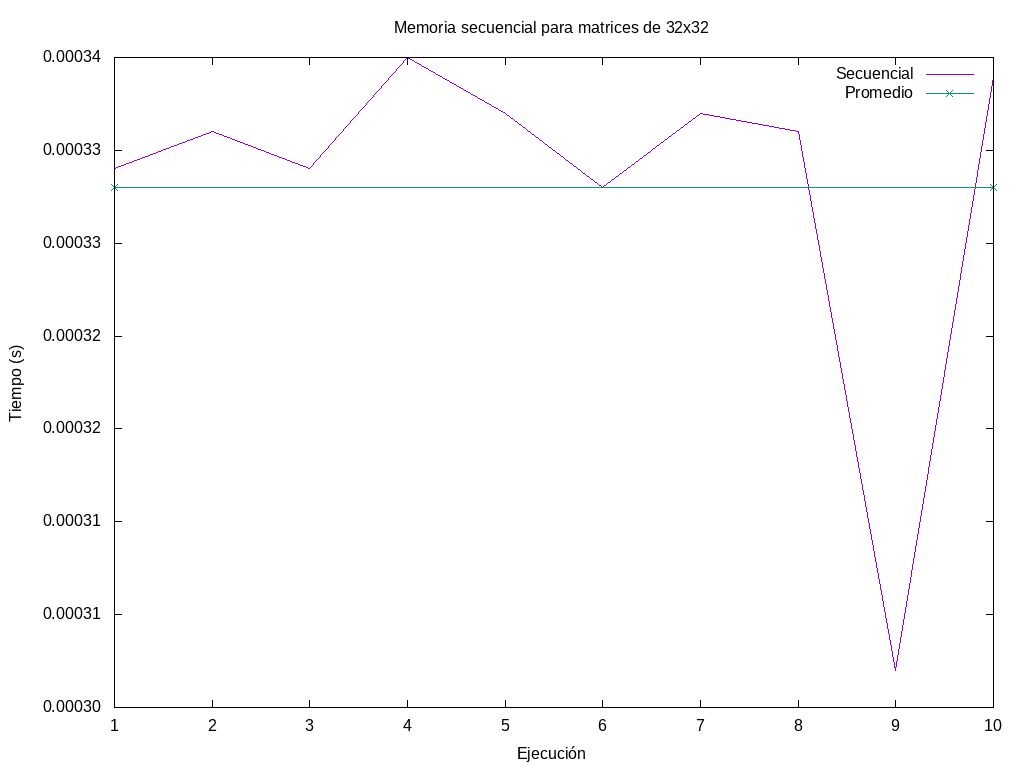 Memoria secuencial para matrices de 32x32
Secuencial
Promedio
0.00034
0.00033
0.00033
0.00032
0.00032
0.00031
0.00031
0.00030
Tiempo (s)
1 2 3 4 5 6 7 8 9 10
Ejecución